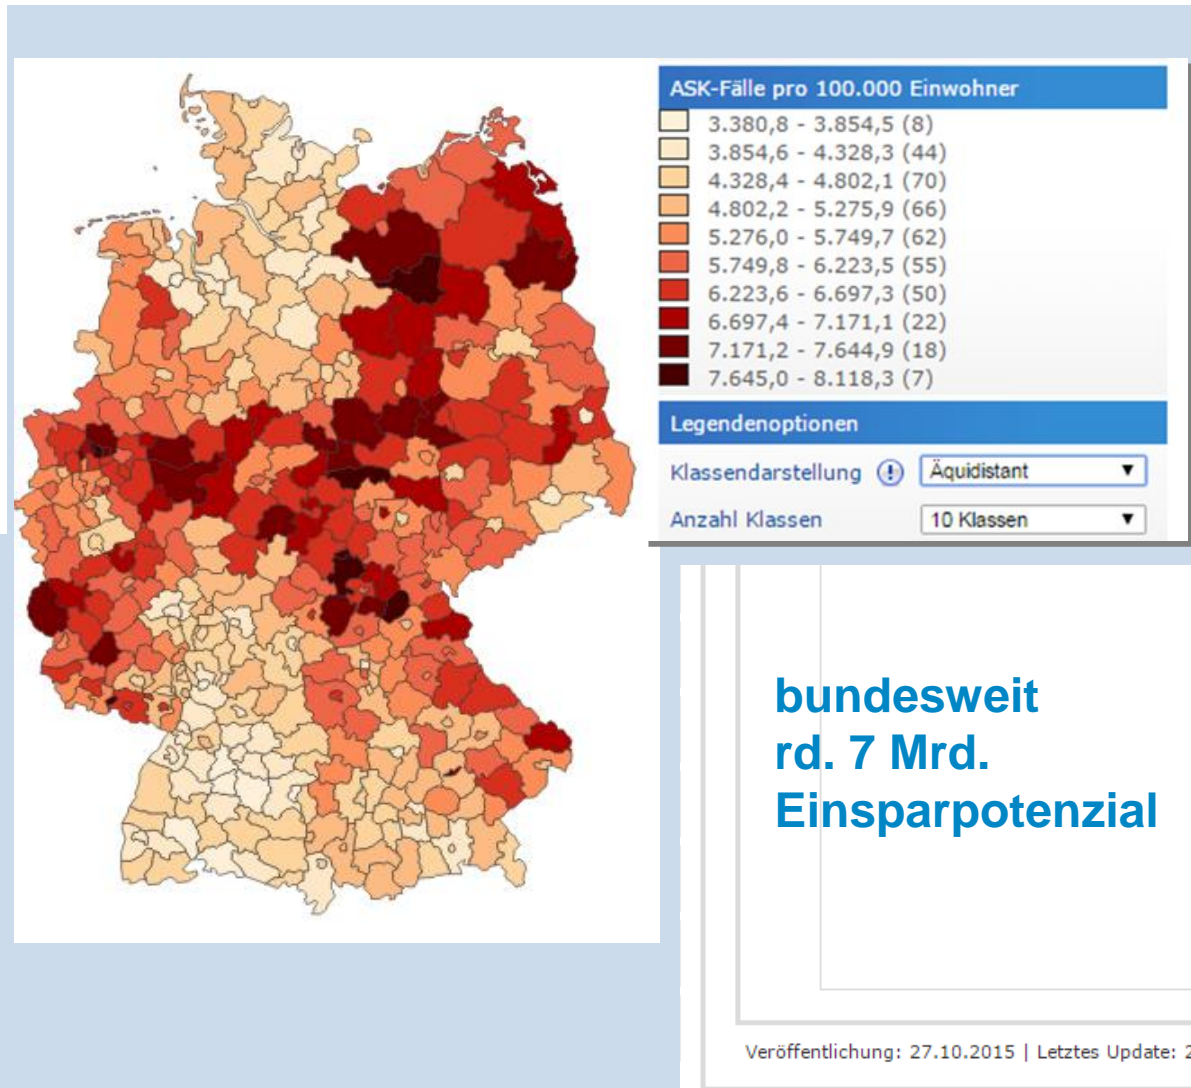 ASK-Fälle pro 100.000 Einwohner
3.380,8 - 3.854,5 (8)
3.854,6 - 4.328,3 (44)
4.328,4 - 4.802,1 (70)
4.802,2 - 5.275,9 (66)
5.276,0 - 5.749,7 (62)
5.749,8 - 6.223,5 (55)
6.223,6 - 6.697,3 (50)
6.697,4 - 7.171,1 (22)
7.171,2 - 7.644,9 (18)
7.645,0 - 8.118,3 (7)
Legendenoptionen
Klassendarstellung ! Äquidistant ▼
Anzahl Klassen 10 Klassen ▼
bundesweit
rd. 7 Mrd.
Einsparpotenzial
Veröffentlichung: 27.10.2015 | Letztes Update: 2